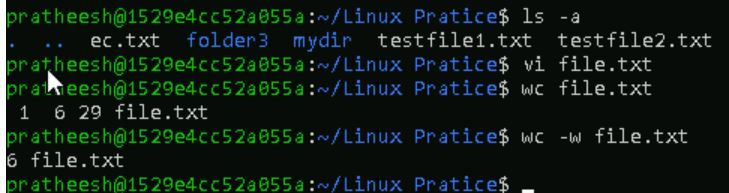 pratheesh@1529e4cc52a055a:~/Linux Pratice$ ls -a
.  ..  ec.txt  folder3  mydir  testfile1.txt  testfile2.txt
pratheesh@1529e4cc52a055a:~/Linux Pratice$ vi file.txt
pratheesh@1529e4cc52a055a:~/Linux Pratice$ wc file.txt
 1  6 29 file.txt
pratheesh@1529e4cc52a055a:~/Linux Pratice$ wc -w file.txt
6 file.txt
pratheesh@1529e4cc52a055a:~/Linux Pratice$